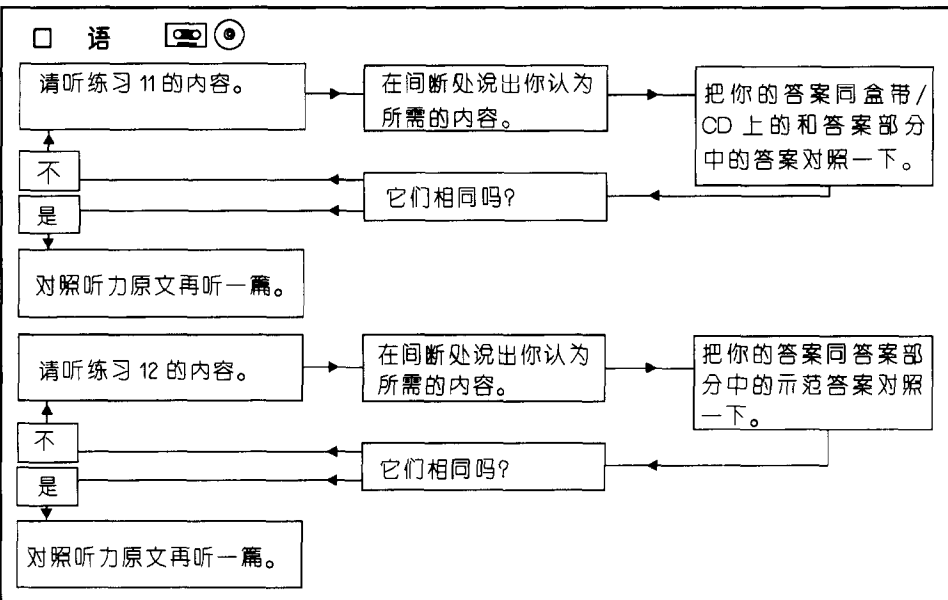 口 语
请听练习 11 的内容。
在间断处说出你认为
所需的内容。
把你的答案同盒带/
CD 上的和答案部分
中的答案对照一下。
不
是
它们相同吗?
对照听力原文再听一篇。
请听练习 12 的内容。
在间断处说出你认为
所需的内容。
把你的答案同答案部
分中的示范答案对照
一下。
不
是
它们相同吗?
对照听力原文再听一篇。